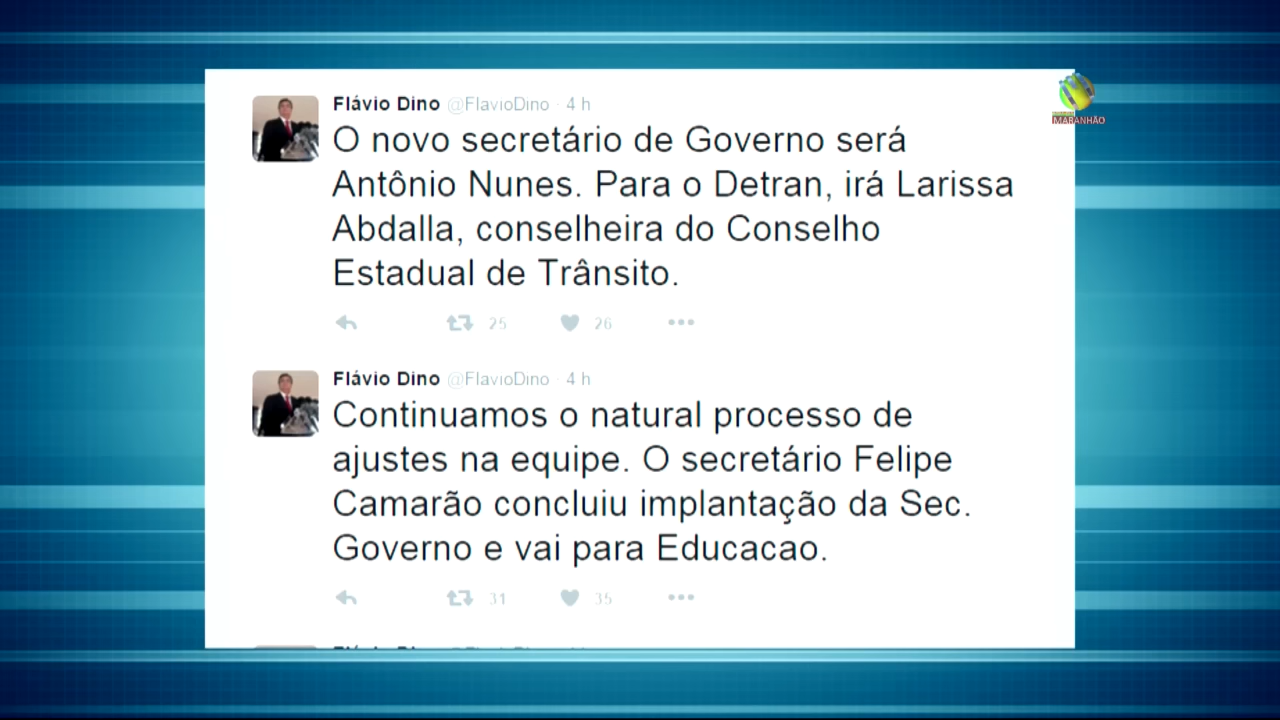 Flávio Dino @FlavioDino · 4 h
O novo secretário de Governo será
Antônio Nunes. Para o Detran, irá Larissa
Abdalla, conselheira do Conselho
Estadual de Trânsito.
25 26
Flávio Dino @FlavioDino · 4 h
Continuamos o natural processo de
ajustes na equipe. O secretário Felipe
Camarão concluiu implantação da Sec.
Governo e vai para Educacao.
31 35
MARANHÃO